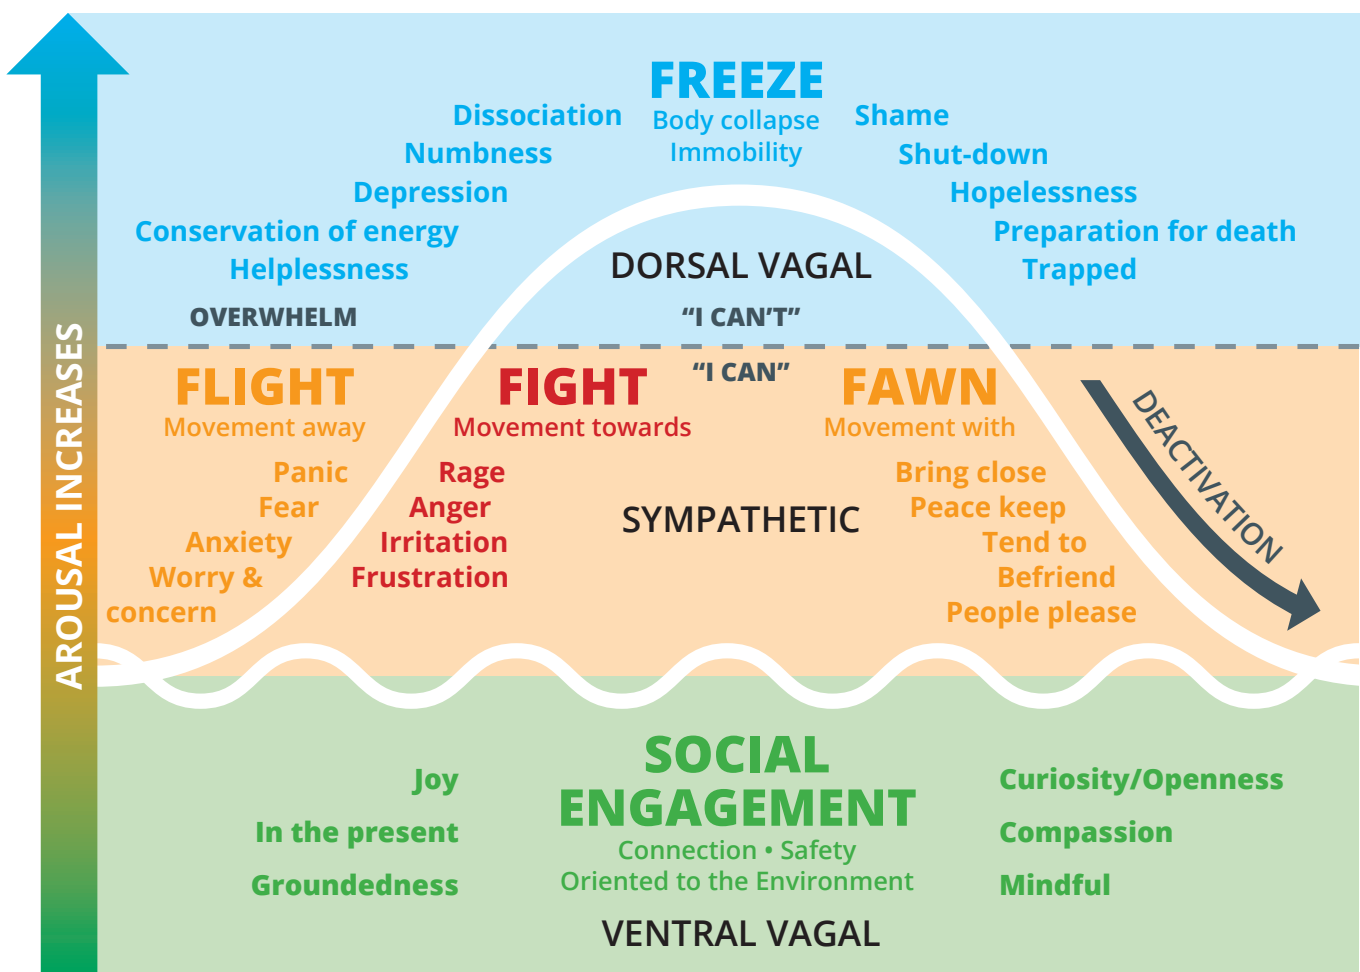 AROUSAL INCREASES
FREEZE
Body collapse
Immobility
Dissociation
Numbness
Depression
Conservation of energy
Helplessness
Shame
Shut-down
Hopelessness
Preparation for death
Trapped
DORSAL VAGAL
OVERWHELM
“I CAN'T”
“I CAN”
FLIGHT
Movement away
Panic
Fear
Anxiety
Worry &
concern
FIGHT
Movement towards
Rage
Anger
Irritation
Frustration
SYMPATHETIC
FAWN
Movement with
Bring close
Peace keep
Tend to
Befriend
People please
DEACTIVATION
SOCIAL
ENGAGEMENT
Connection • Safety
Oriented to the Environment
Joy
In the present
Groundedness
Curiosity/Openness
Compassion
Mindful
VENTRAL VAGAL